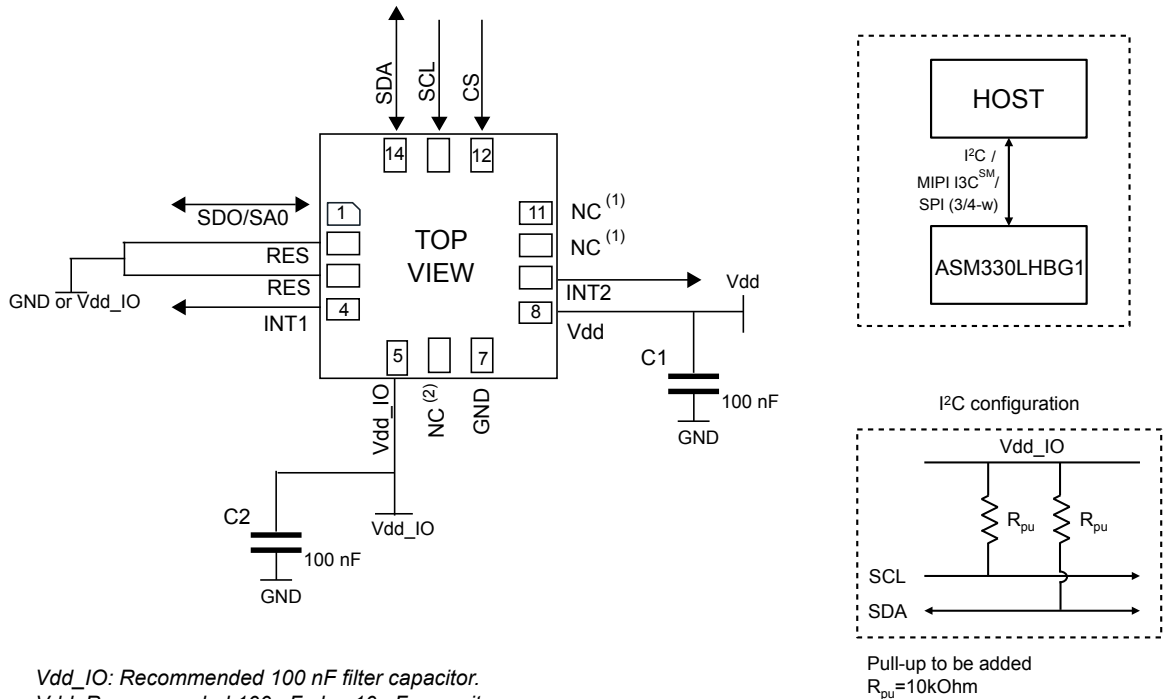 SDA
SCL
CS
14
12
SDO/SA0
1
TOP
VIEW
11
NC (1)
NC (1)
RES
RES
GND or Vdd_IO
INT1
4
INT2
8
Vdd
Vdd
5
7
Vdd_IO
NC (2)
GND
C1
100 nF
GND
C2
100 nF
GND
Vdd_IO
HOST
I²C /
MIPI I3CSM/
SPI (3/4-w)
ASM330LHBG1
I²C configuration
Vdd_IO
Rpu
Rpu
SCL
SDA
Pull-up to be added
Rpu=10kOhm
Vdd_IO: Recommended 100 nF filter capacitor.